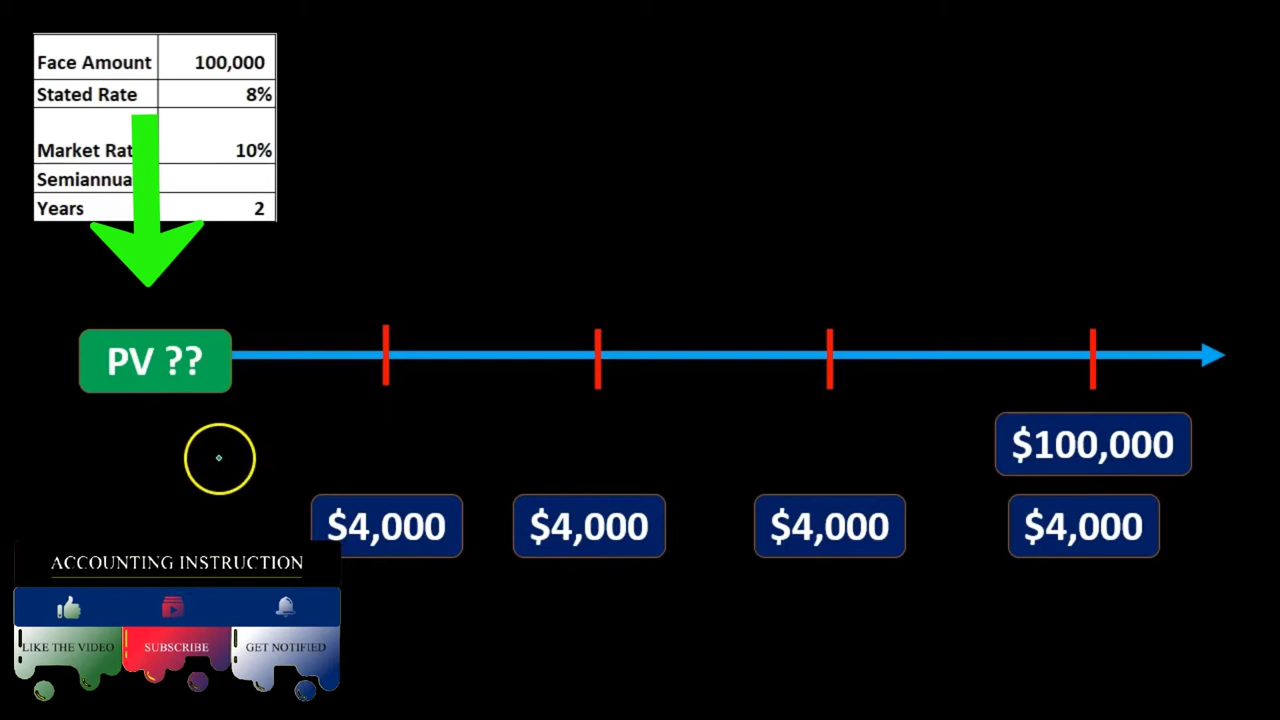 Face Amount 100,000
Stated Rate 8%
Market Rat 10%
Semiannua
Years 2
PV ??
$100,000
$4,000 $4,000 $4,000 $4,000
ACCOUNTING INSTRUCTION
LIKE THE VIDEO SUBSCRIBE GET NOTIFIED